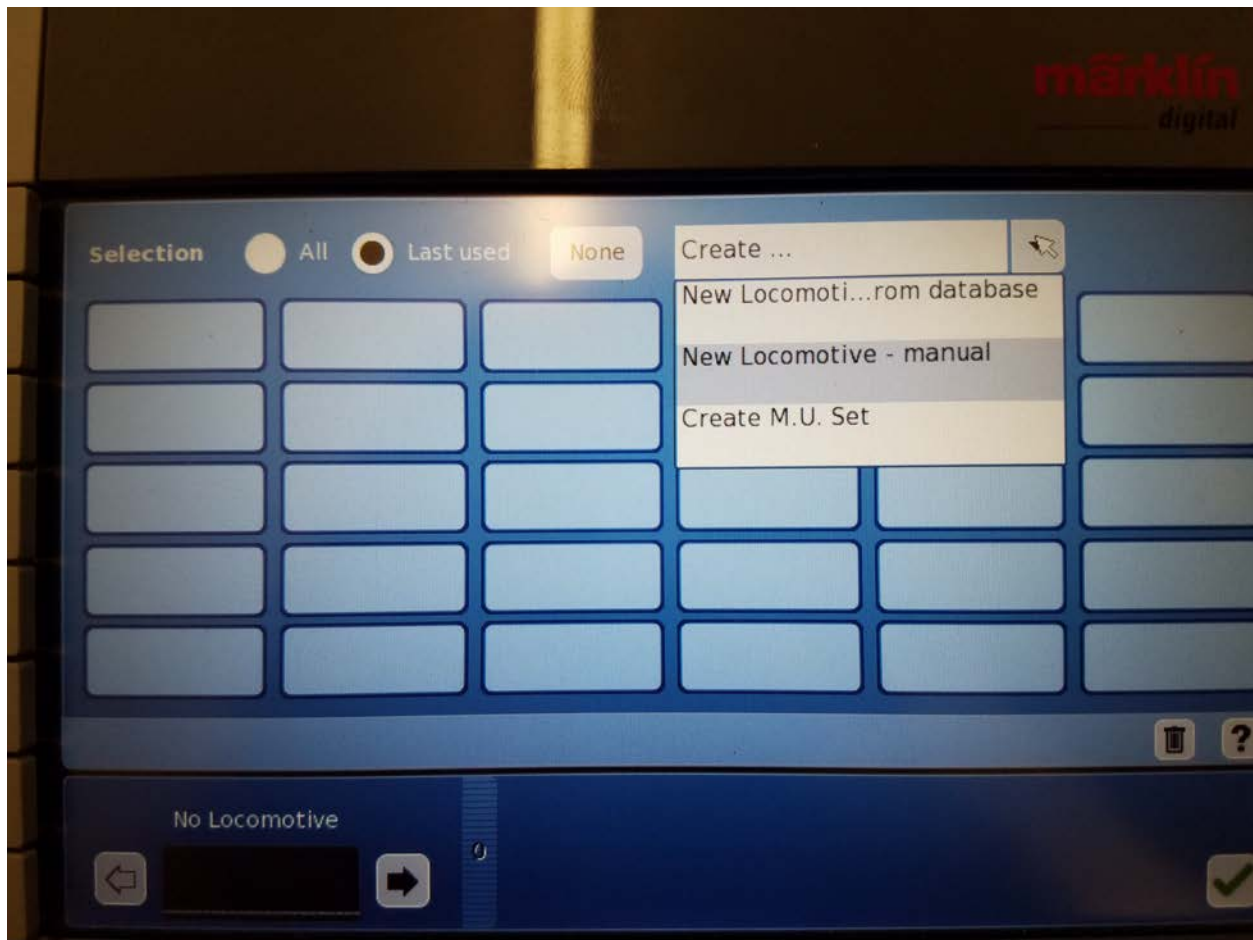 märklin
digital
Selection All Last used None Create ...
New Locomoti...rom database
New Locomotive - manual
Create M.U. Set
?
No Locomotive
0